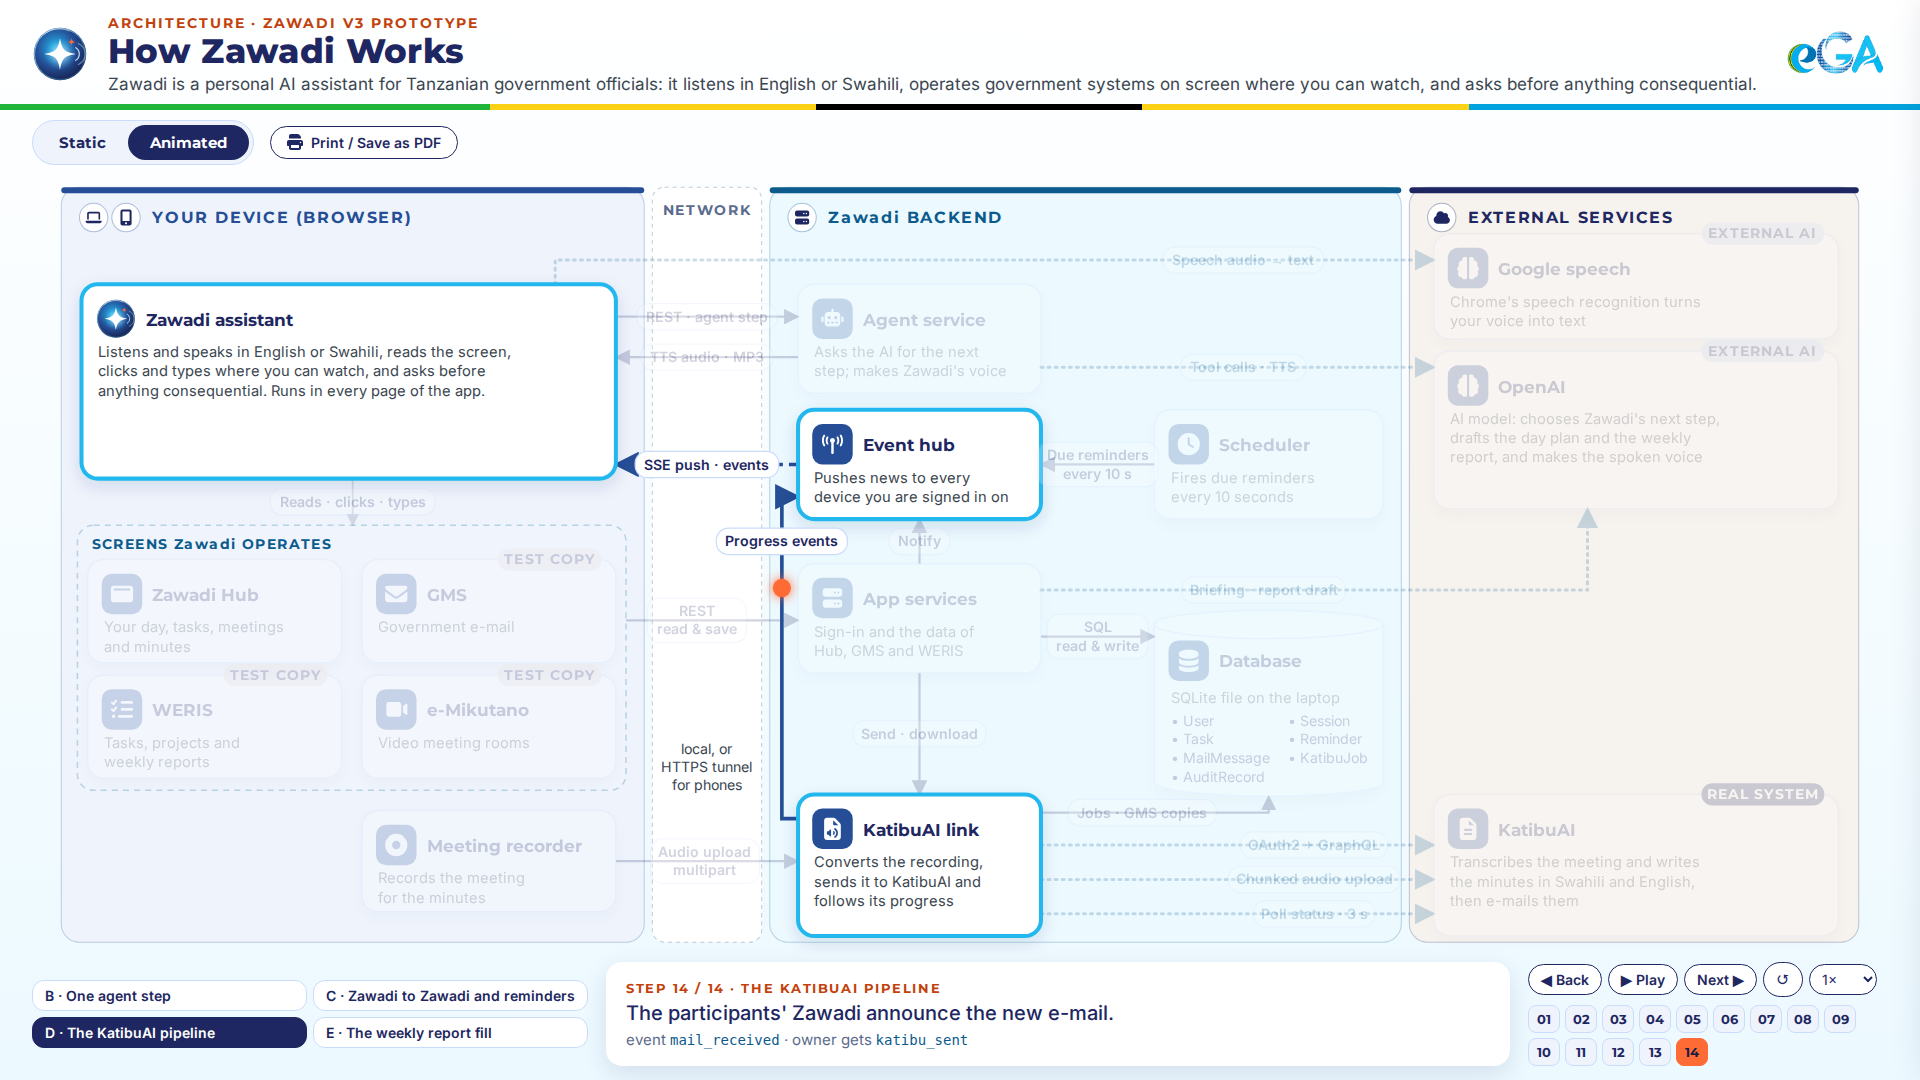 ARCHITECTURE · ZAWADI V3 PROTOTYPE
How Zawadi Works
Zawadi is a personal AI assistant for Tanzanian government officials: it listens in English or Swahili, operates government systems on screen where you can watch, and asks before anything consequential.
eGA
Static
Animated
Print / Save as PDF
YOUR DEVICE (BROWSER)
NETWORK
Zawadi BACKEND
EXTERNAL SERVICES
Zawadi assistant
Listens and speaks in English or Swahili, reads the screen,
clicks and types where you can watch, and asks before
anything consequential. Runs in every page of the app.
Reads · clicks · types
SCREENS Zawadi OPERATES
Zawadi Hub
Your day, tasks, meetings
and minutes
TEST COPY
GMS
Government e-mail
TEST COPY
WERIS
Tasks, projects and
weekly reports
TEST COPY
e-Mikutano
Video meeting rooms
Meeting recorder
Records the meeting
for the minutes
REST · agent step
TTS audio · MP3
SSE push · events
Progress events
REST
read & save
local, or
HTTPS tunnel
for phones
Audio upload
multipart
Speech audio → text
Agent service
Asks the AI for the next
step; makes Zawadi's voice
Tool calls · TTS
Event hub
Pushes news to every
device you are signed in on
Due reminders
every 10 s
Scheduler
Fires due reminders
every 10 seconds
Notify
App services
Sign-in and the data of
Hub, GMS and WERIS
Briefing · report draft
SQL
read & write
Database
SQLite file on the laptop
• User
• Session
• Task
• Reminder
• MailMessage
• KatibuJob
• AuditRecord
Send · download
KatibuAI link
Converts the recording,
sends it to KatibuAI and
follows its progress
Jobs · GMS copies
OAuth2 + GraphQL
Chunked audio upload
Poll status · 3 s
EXTERNAL AI
Google speech
Chrome's speech recognition turns
your voice into text
EXTERNAL AI
OpenAI
AI model: chooses Zawadi's next step,
drafts the day plan and the weekly
report, and makes the spoken voice
REAL SYSTEM
KatibuAI
Transcribes the meeting and writes
the minutes in Swahili and English,
then e-mails them
B · One agent step
C · Zawadi to Zawadi and reminders
D · The KatibuAI pipeline
E · The weekly report fill
STEP 14 / 14 · THE KATIBUAI PIPELINE
The participants' Zawadi announce the new e-mail.
event mail_received · owner gets katibu_sent
◀ Back
▶ Play
Next ▶
↺
1×
01 02 03 04 05 06 07 08 09
10 11 12 13 14